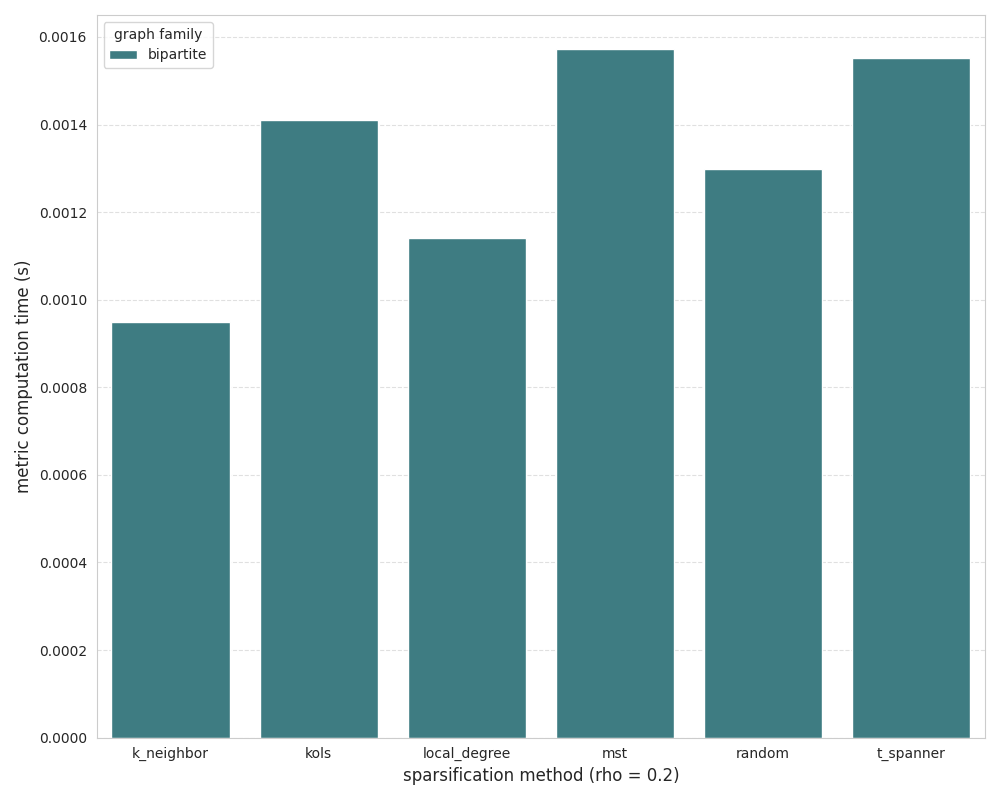 graph family
bipartite
metric computation time (s)
0.0016
0.0014
0.0012
0.0010
0.0008
0.0006
0.0004
0.0002
0.0000
k_neighbor
kols
local_degree
mst
random
t_spanner
sparsification method (rho = 0.2)